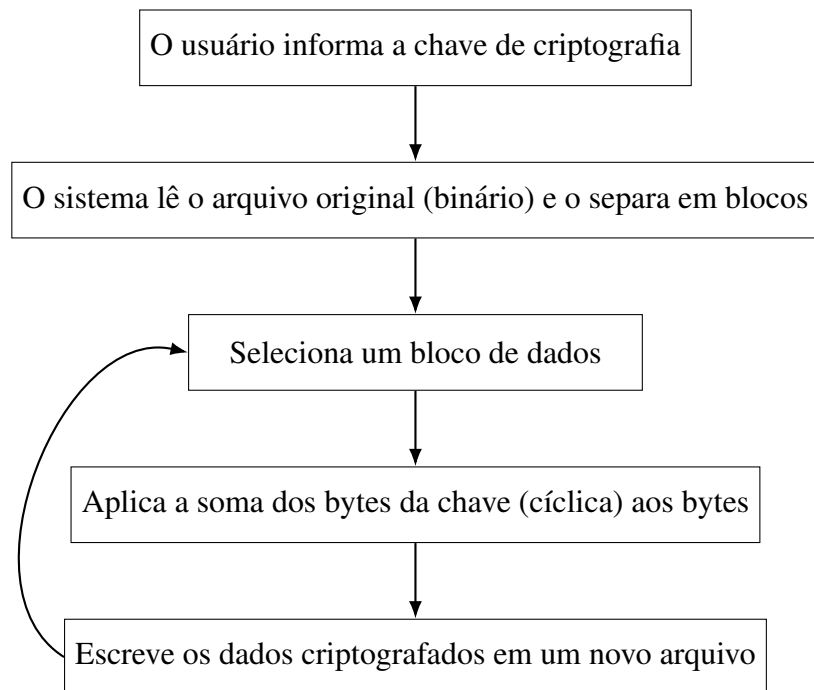 O usuário informa a chave de criptografia
O sistema lê o arquivo original (binário) e o separa em blocos
Seleciona um bloco de dados
Aplica a soma dos bytes da chave (cíclica) aos bytes
Escreve os dados criptografados em um novo arquivo